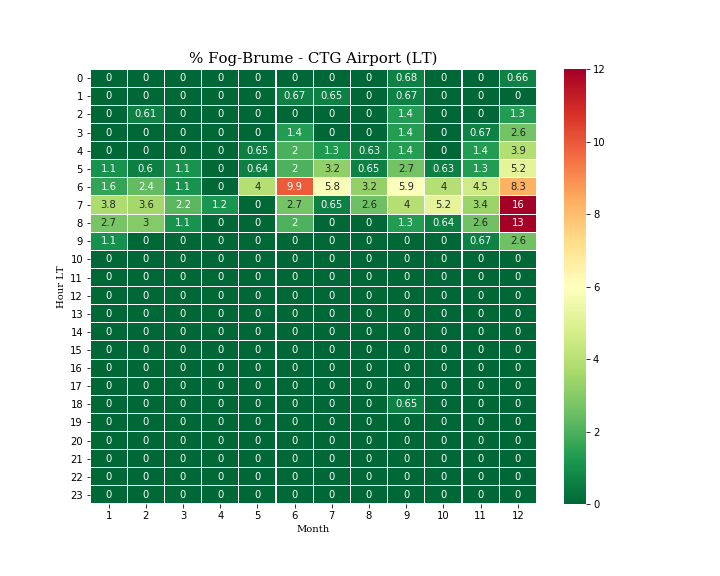 % Fog-Brume - CTG Airport (LT)
0 0 0 0 0 0 0 0 0 0.68 0 0 0.66
1 0 0 0 0 0 0.67 0.65 0 0.67 0 0 0
2 0 0.61 0 0 0 0 0 0 1.4 0 0 1.3
3 0 0 0 0 0 1.4 0 0 1.4 0 0.67 2.6
4 0 0 0 0 0.65 2 1.3 0.63 1.4 0 1.4 3.9
5 1.1 0.6 1.1 0 0.64 2 3.2 0.65 2.7 0.63 1.3 5.2
6 1.6 2.4 1.1 0 4 9.9 5.8 3.2 5.9 4 4.5 8.3
7 3.8 3.6 2.2 1.2 0 2.7 0.65 2.6 4 5.2 3.4 16
8 2.7 3 1.1 0 0 2 0 0 1.3 0.64 2.6 13
9 1.1 0 0 0 0 0 0 0 0 0 0.67 2.6
10 0 0 0 0 0 0 0 0 0 0 0 0
11 0 0 0 0 0 0 0 0 0 0 0 0
12 0 0 0 0 0 0 0 0 0 0 0 0
13 0 0 0 0 0 0 0 0 0 0 0 0
14 0 0 0 0 0 0 0 0 0 0 0 0
15 0 0 0 0 0 0 0 0 0 0 0 0
16 0 0 0 0 0 0 0 0 0 0 0 0
17 0 0 0 0 0 0 0 0 0 0 0 0
18 0 0 0 0 0 0 0 0 0.65 0 0 0
19 0 0 0 0 0 0 0 0 0 0 0 0
20 0 0 0 0 0 0 0 0 0 0 0 0
21 0 0 0 0 0 0 0 0 0 0 0 0
22 0 0 0 0 0 0 0 0 0 0 0 0
23 0 0 0 0 0 0 0 0 0 0 0 0
1 2 3 4 5 6 7 8 9 10 11 12
Month
Hour LT
12
10
8
6
4
2
0